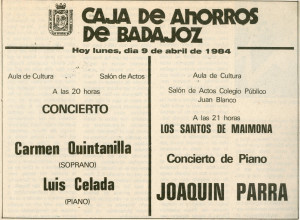 CAJA DE AHORROS
DE BADAJOZ
Hoy lunes, dia 9 de abril de 1984
Aula de Cultura Salón de Actos
A las 20 horas
CONCIERTO
Carmen Quintanilla
(SOPRANO)
Luis Celada
(PIANO)
Aula de Cultura
Salón de Actos Colegio Público
Juan Blanco
A las 21 horas
LOS SANTOS DE MAIMONA
Concierto de Piano
JOAQUIN PARRA